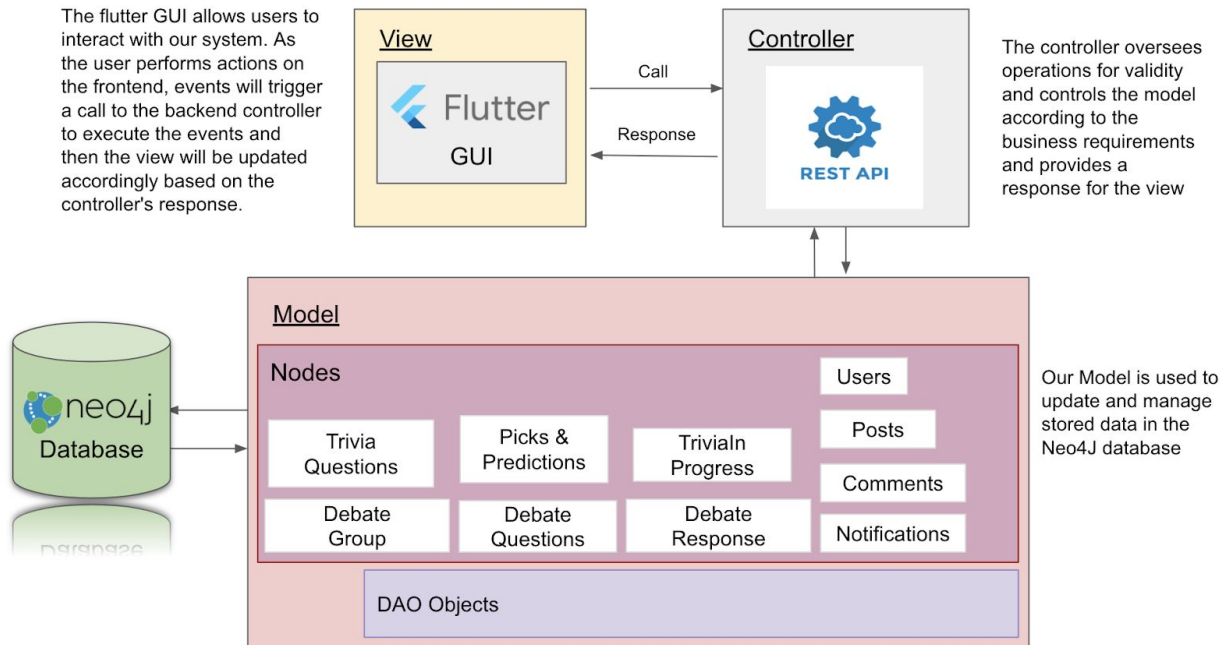 The flutter GUI allows users to
interact with our system. As
the user performs actions on
the frontend, events will trigger
a call to the backend controller
to execute the events and
then the view will be updated
accordingly based on the
controller's response.
View
Flutter
GUI
Call
Response
Controller
REST API
The controller oversees
operations for validity
and controls the model
according to the
business requirements
and provides a
response for the view
Model
Nodes
Users
Posts
Comments
Notifications
Trivia
Questions
Picks &
Predictions
TriviaIn
Progress
Debate
Group
Debate
Questions
Debate
Response
DAO Objects
neo4j
Database
Our Model is used to
update and manage
stored data in the
Neo4J database